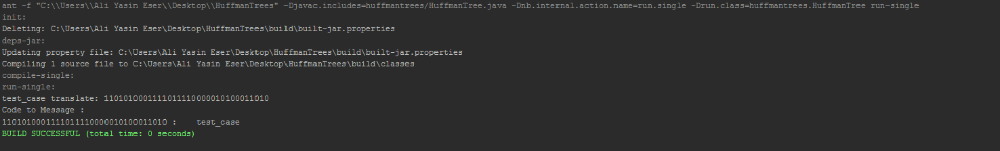 ant -f "C:\\Users\\Ali Yasin Eser\\Desktop\\HuffmanTrees" -Djavac.includes=huffmantrees/HuffmanTree.java -Dnb.internal.action.name=run.single -Drun.class=huffmantrees.HuffmanTree run-single
init:
Deleting: C:\Users\Ali Yasin Eser\Desktop\HuffmanTrees\build\built-jar.properties
deps-jar:
Updating property file: C:\Users\Ali Yasin Eser\Desktop\HuffmanTrees\build\built-jar.properties
Compiling 1 source file to C:\Users\Ali Yasin Eser\Desktop\HuffmanTrees\build\classes
compile-single:
run-single:
test_case translate: 1101010001111011110000010100011010
Code to Message :
1101010001111011110000010100011010 :    test_case
BUILD SUCCESSFUL (total time: 0 seconds)